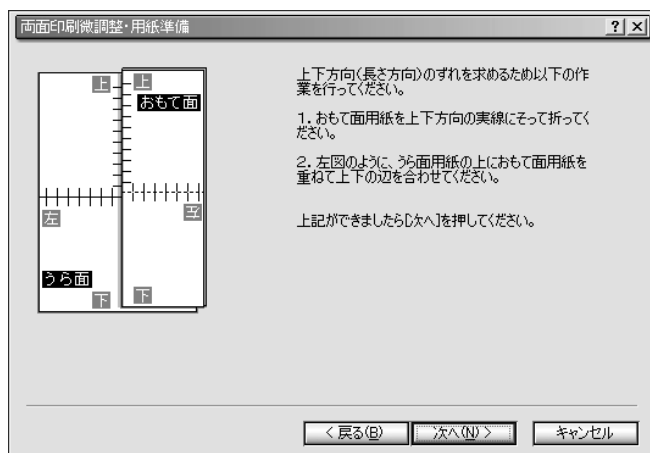 両面印刷微調整・用紙準備
上
上
おもて面
左
右
うら面
下
下
上下方向(長さ方向)のずれを求めるため以下の作
業を行ってください。
1. おもて面用紙を上下方向の実線にそって折ってく
ださい。
2. 左図のように、うら面用紙の上におもて面用紙を
重ねて上下の辺を合わせてください。
上記ができましたら[次へ]を押してください。
< 戻る(B)
次へ(N) >
キャンセル